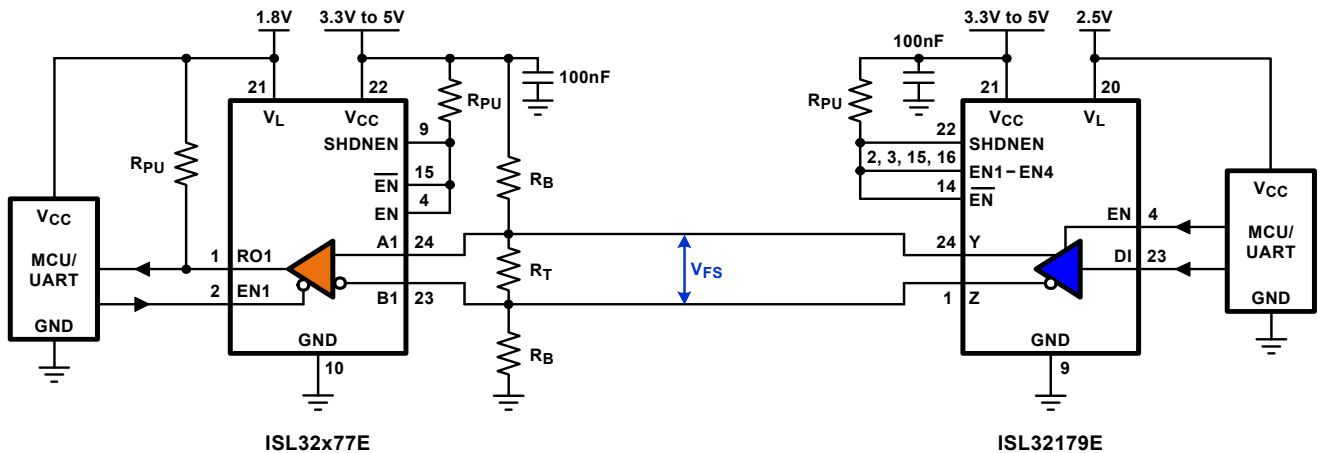 1.8V
3.3V to 5V
100nF
21
22
VL
VCC
RPU
9
SHDNEN
15
E̅N̅
4
EN
RPU
RB
VCC
MCU/
UART
GND
1
RO1
2
EN1
A1
24
B1
23
RT
RB
GND
10
ISL32x77E
VFS
3.3V to 5V
2.5V
100nF
21
20
VCC
VL
RPU
22
SHDNEN
2, 3, 15, 16
EN1−EN4
14
E̅N̅
24
Y
1
Z
EN
4
DI
23
GND
9
VCC
MCU/
UART
GND
ISL32179E